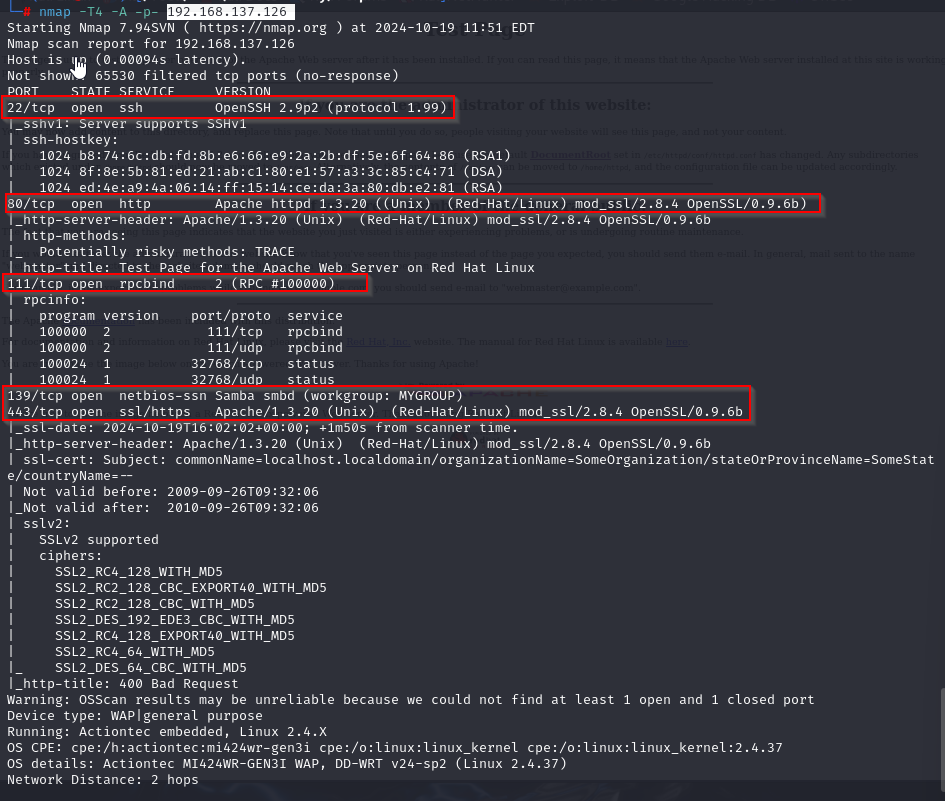 └─# nmap -T4 -A -p- 192.168.137.126
Starting Nmap 7.94SVN ( https://nmap.org ) at 2024-10-19 11:51 EDT
Nmap scan report for 192.168.137.126
Host is up (0.00094s latency).
Not shown: 65530 filtered tcp ports (no-response)
PORT    STATE SERVICE     VERSION
22/tcp  open  ssh         OpenSSH 2.9p2 (protocol 1.99)
|_sshv1: Server supports SSHv1
| ssh-hostkey:
|   1024 b8:74:6c:db:fd:8b:e6:66:e9:2a:2b:df:5e:6f:64:86 (RSA1)
|   1024 8f:8e:5b:81:ed:21:ab:c1:80:e1:57:a3:3c:85:c4:71 (DSA)
|_  1024 ed:4e:a9:4a:06:14:ff:15:14:ce:da:3a:80:db:e2:81 (RSA)
80/tcp  open  http        Apache httpd 1.3.20 ((Unix)  (Red-Hat/Linux) mod_ssl/2.8.4 OpenSSL/0.9.6b)
|_http-server-header: Apache/1.3.20 (Unix)  (Red-Hat/Linux) mod_ssl/2.8.4 OpenSSL/0.9.6b
| http-methods:
|_  Potentially risky methods: TRACE
|_http-title: Test Page for the Apache Web Server on Red Hat Linux
111/tcp open  rpcbind     2 (RPC #100000)
| rpcinfo:
|   program version    port/proto  service
|   100000  2            111/tcp   rpcbind
|   100000  2            111/udp   rpcbind
|   100024  1          32768/tcp   status
|_  100024  1          32768/udp   status
139/tcp open  netbios-ssn Samba smbd (workgroup: MYGROUP)
443/tcp open  ssl/https   Apache/1.3.20 (Unix)  (Red-Hat/Linux) mod_ssl/2.8.4 OpenSSL/0.9.6b
|_ssl-date: 2024-10-19T16:02:02+00:00; +1m50s from scanner time.
|_http-server-header: Apache/1.3.20 (Unix)  (Red-Hat/Linux) mod_ssl/2.8.4 OpenSSL/0.9.6b
| ssl-cert: Subject: commonName=localhost.localdomain/organizationName=SomeOrganization/stateOrProvinceName=SomeStat
e/countryName=--
| Not valid before: 2009-09-26T09:32:06
|_Not valid after:  2010-09-26T09:32:06
| sslv2:
|   SSLv2 supported
|   ciphers:
|     SSL2_RC4_128_WITH_MD5
|     SSL2_RC2_128_CBC_EXPORT40_WITH_MD5
|     SSL2_RC2_128_CBC_WITH_MD5
|     SSL2_DES_192_EDE3_CBC_WITH_MD5
|     SSL2_RC4_128_EXPORT40_WITH_MD5
|     SSL2_RC4_64_WITH_MD5
|_    SSL2_DES_64_CBC_WITH_MD5
|_http-title: 400 Bad Request
Warning: OSScan results may be unreliable because we could not find at least 1 open and 1 closed port
Device type: WAP|general purpose
Running: Actiontec embedded, Linux 2.4.X
OS CPE: cpe:/h:actiontec:mi424wr-gen3i cpe:/o:linux:linux_kernel cpe:/o:linux:linux_kernel:2.4.37
OS details: Actiontec MI424WR-GEN3I WAP, DD-WRT v24-sp2 (Linux 2.4.37)
Network Distance: 2 hops